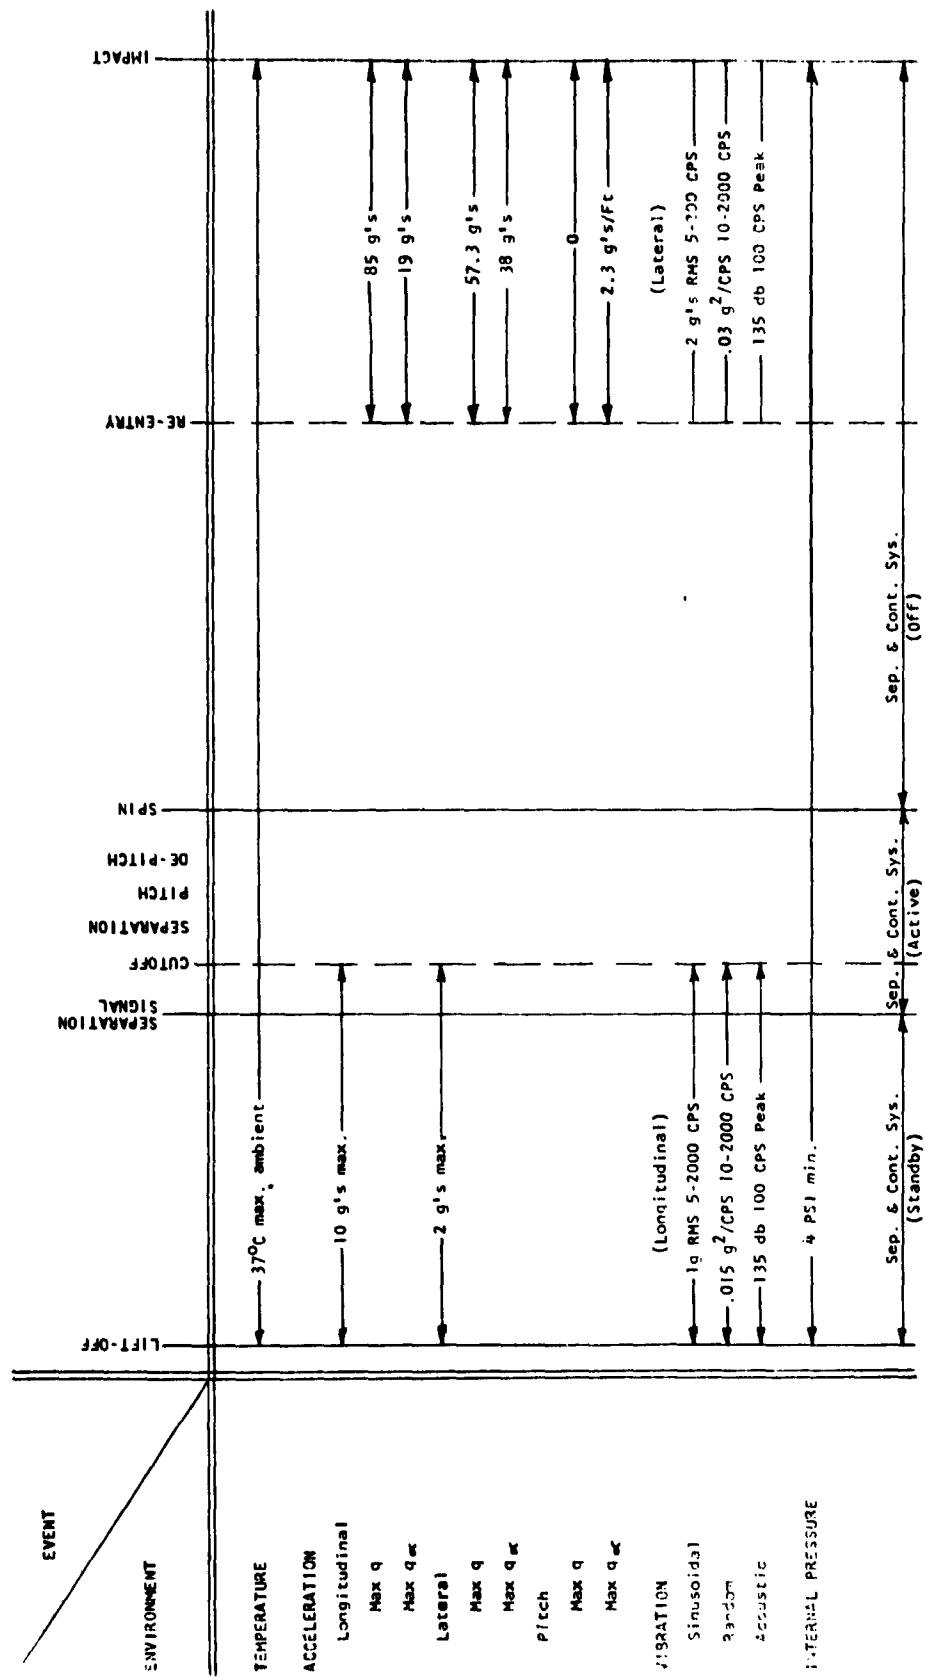 EVENT
ENVIRONMENT
LIFT-OFF
SEPARATION
SIGNAL
CUTOFF
SEPARATION
PITCH
DE-PITCH
SPIN
RE-ENTRY
IMPACT
TEMPERATURE
37°C max. ambient
ACCELERATION
Longitudinal
10 g's max.
Max q
85 g's
Max q∝
19 g's
Lateral
2 g's max.
Max q
57.3 g's
Max q∝
38 g's
Pitch
Max q
0
Max q∝
2.3 g's/Ft
VIBRATION
(Longitudinal)
(Lateral)
Sinusoidal
1g RMS 5-2000 CPS
2 g's RMS 5-200 CPS
Random
.015 g²/CPS 10-2000 CPS
.03 g²/CPS 10-2000 CPS
Acoustic
135 db 100 CPS Peak
135 db 100 CPS Peak
INTERNAL PRESSURE
4 PSI min.
Sep. & Cont. Sys.
(Standby)
Sep. & Cont. Sys.
(Active)
Sep. & Cont. Sys.
(Off)